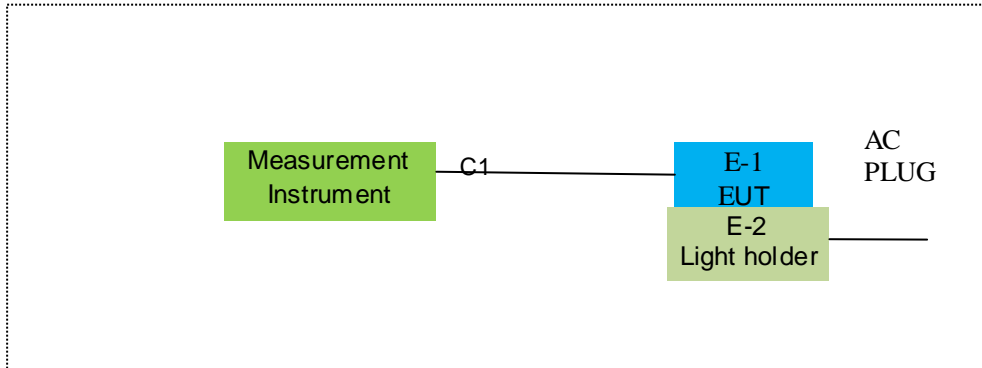 Measurement
Instrument
C1
E-1
EUT
E-2
Light holder
AC
PLUG